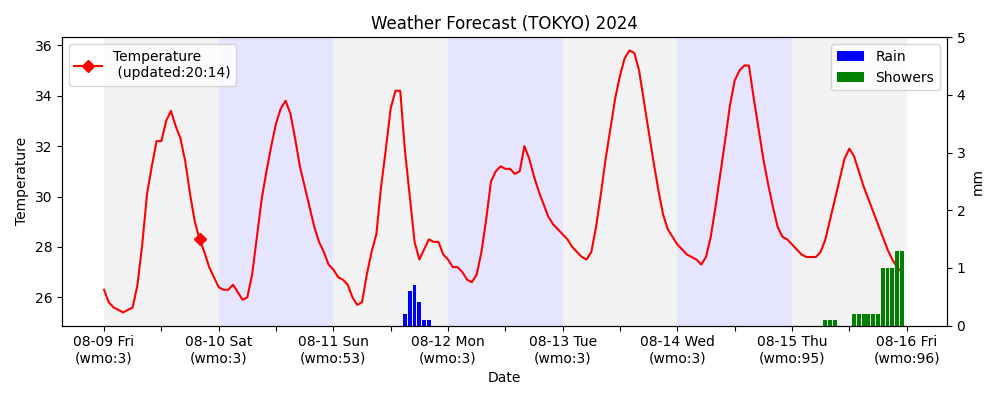 Weather Forecast (TOKYO) 2024
Temperature
(updated:20:14)
Rain
Showers
36
34
32
30
28
26
Temperature
5
4
3
2
1
0
mm
08-09 Fri
(wmo:3)
08-10 Sat
(wmo:3)
08-11 Sun
(wmo:53)
08-12 Mon
(wmo:3)
08-13 Tue
(wmo:3)
08-14 Wed
(wmo:3)
08-15 Thu
(wmo:95)
08-16 Fri
(wmo:96)
Date